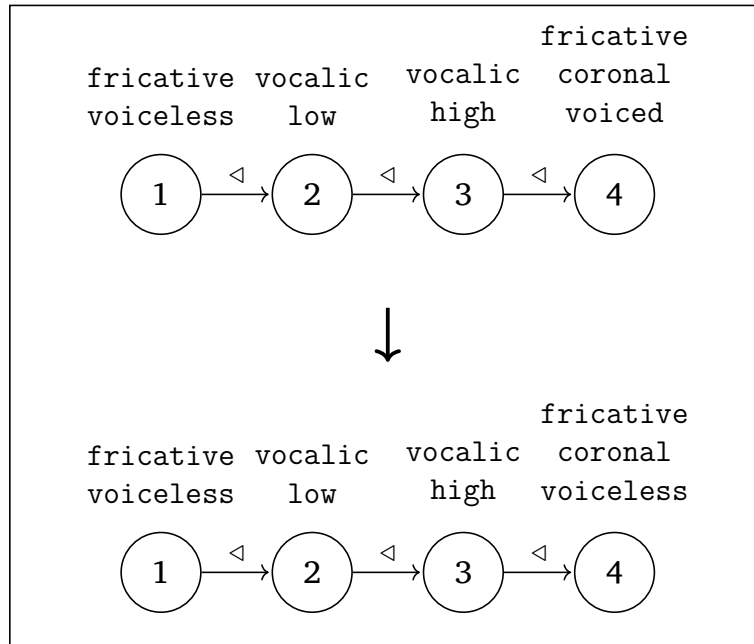 fricative
coronal
fricative vocalic vocalic voiced
voiceless low high
◁ ◁ ◁
1 2 3 4
↓
fricative
coronal
fricative vocalic vocalic voiceless
voiceless low high
◁ ◁ ◁
1 2 3 4